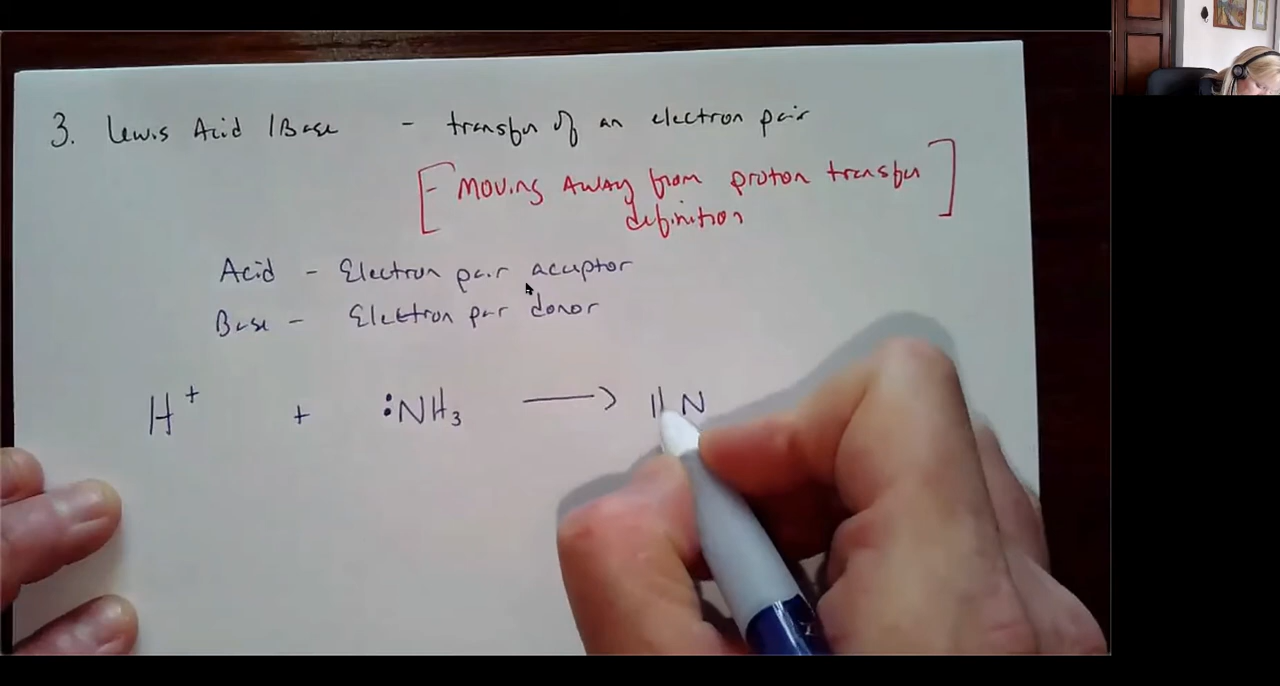 3. Lewis Acid / Base - transfer of an electron pair
[- Moving Away from proton transfer
definition]
Acid - Electron pair acceptor
Base - Electron pair donor
H+ + :NH3 → HN